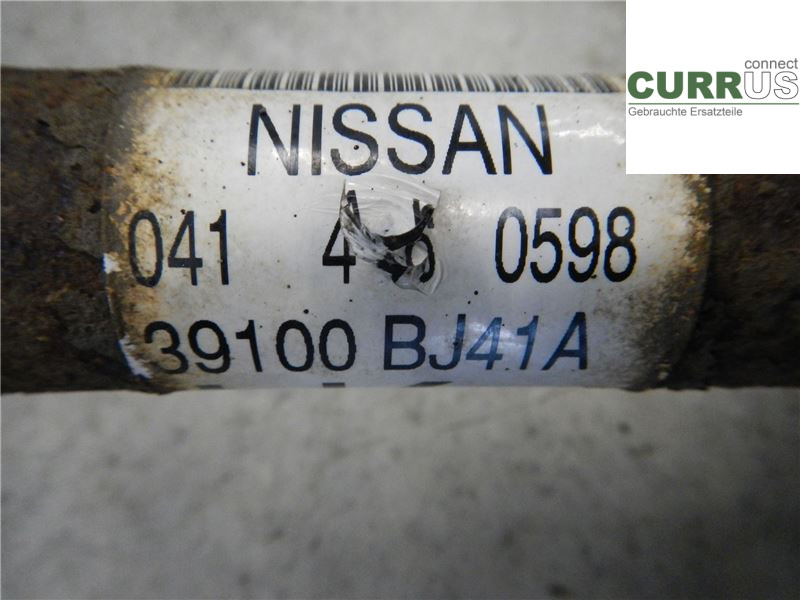 connect
CURRUS
Gebrauchte Ersatzteile
NISSAN
041 0598
39100 BJ41A